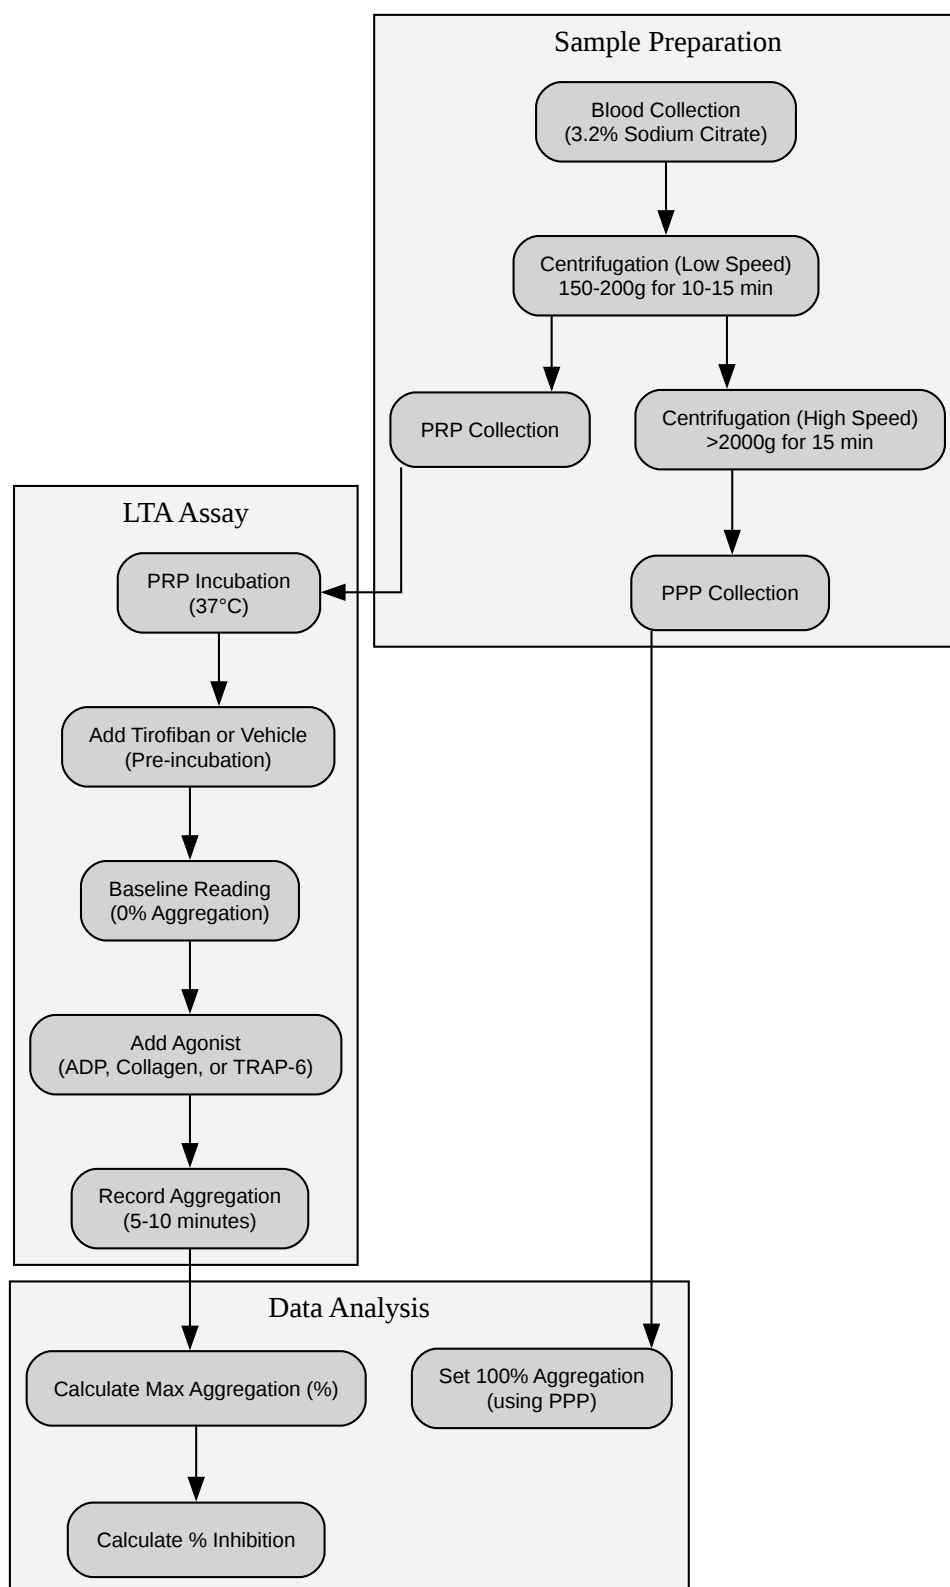 Sample Preparation
Blood Collection
(3.2% Sodium Citrate)
Centrifugation (Low Speed)
150-200g for 10-15 min
PRP Collection
Centrifugation (High Speed)
>2000g for 15 min
PPP Collection
LTA Assay
PRP Incubation
(37°C)
Add Tirofiban or Vehicle
(Pre-incubation)
Baseline Reading
(0% Aggregation)
Add Agonist
(ADP, Collagen, or TRAP-6)
Record Aggregation
(5-10 minutes)
Data Analysis
Calculate Max Aggregation (%)
Set 100% Aggregation
(using PPP)
Calculate % Inhibition